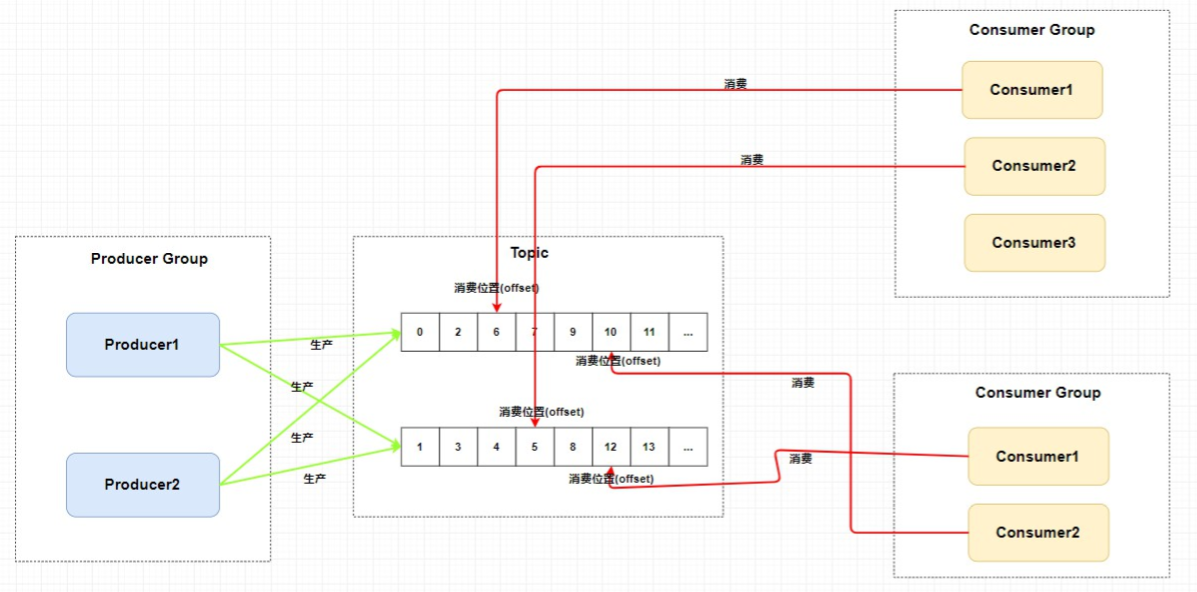 Consumer Group
Consumer1
消费
消费
Consumer2
Consumer3
Producer Group
Topic
消费位置(offset)
Producer1
生产
0 2 6 7 9 10 11 ...
消费位置(offset)
生产
消费
Consumer Group
消费位置(offset)
生产
1 3 4 5 8 12 13 ...
消费
Consumer1
Producer2
生产
消费位置(offset)
Consumer2